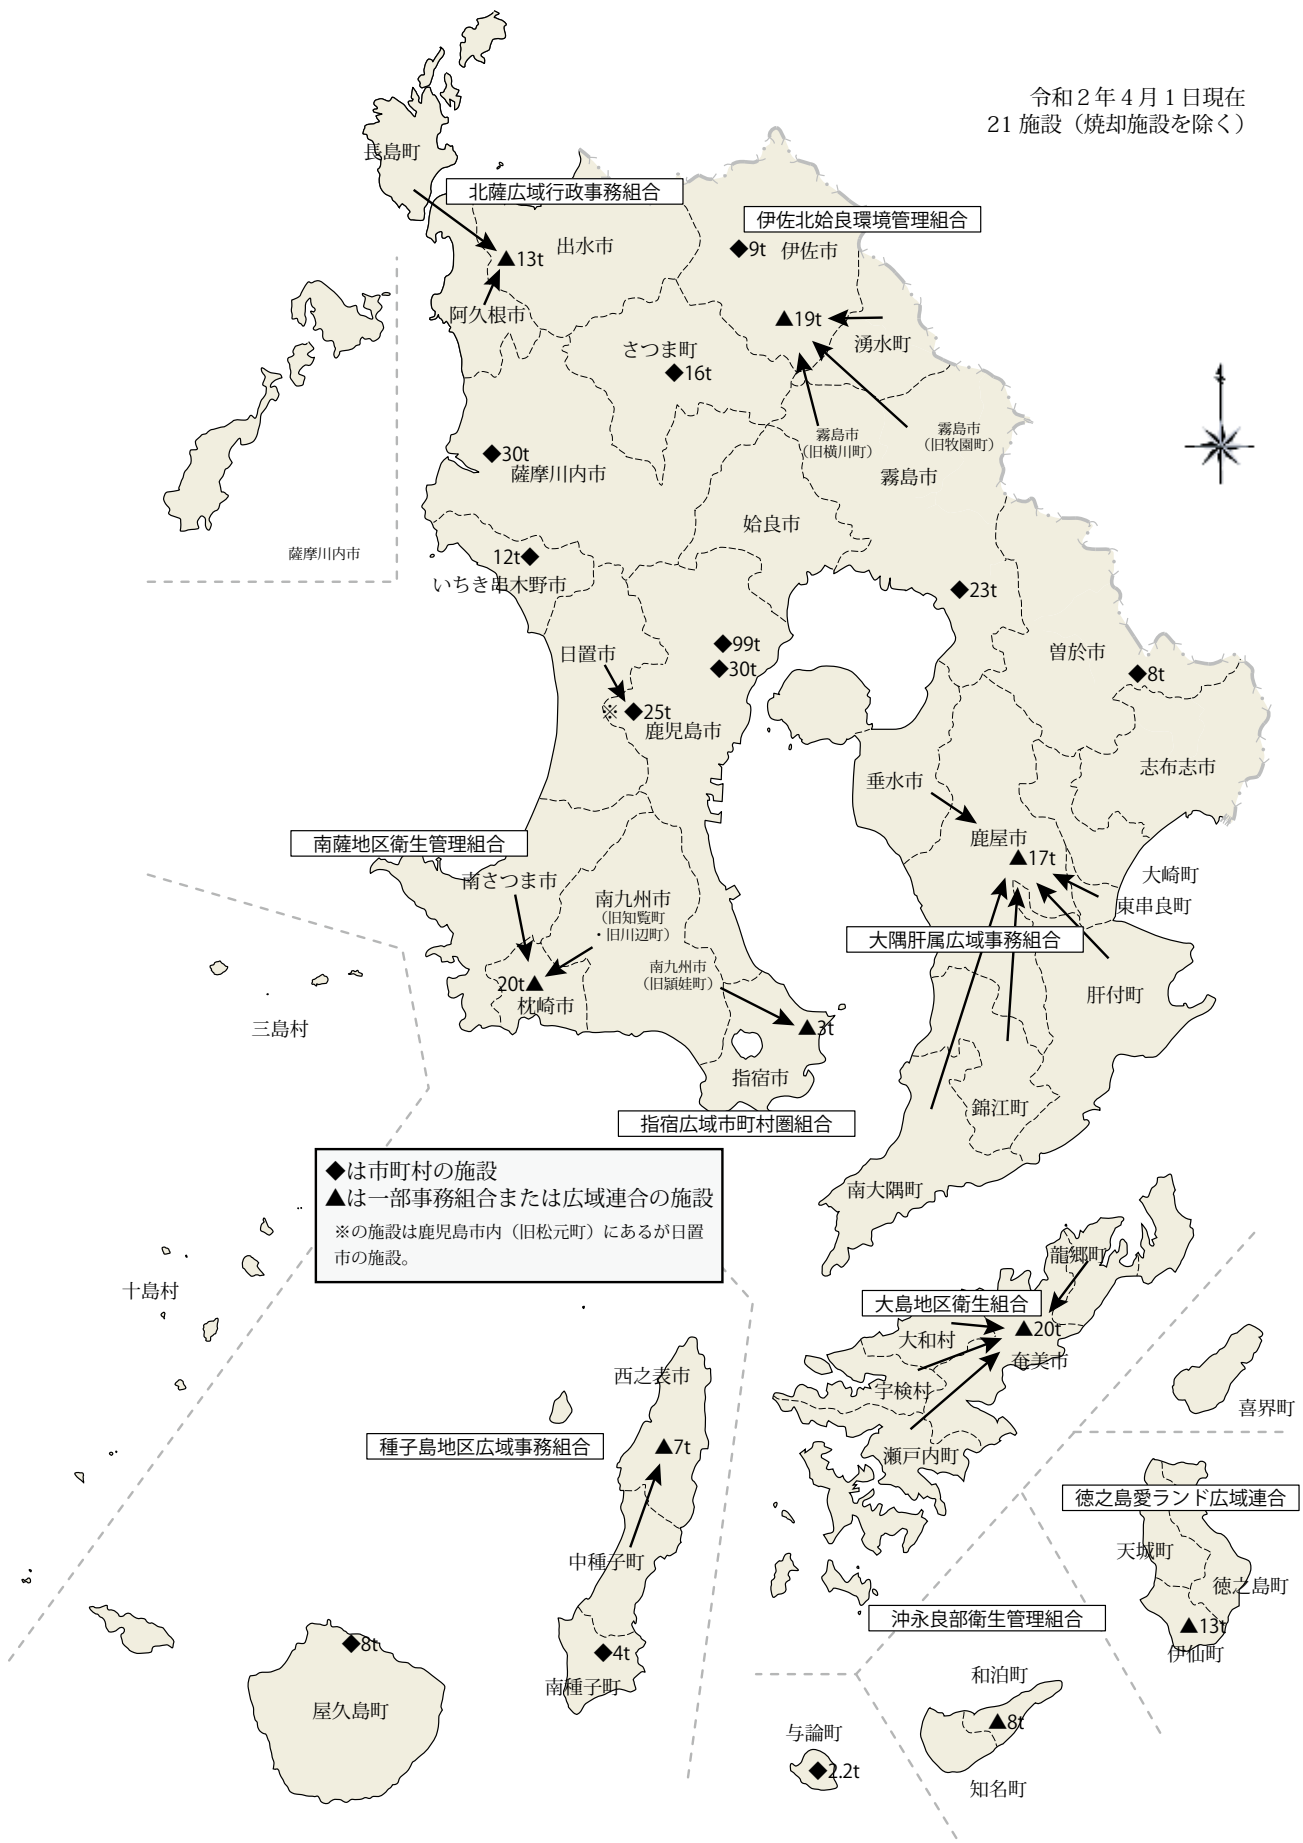 令和２年４月１日現在
21 施設（焼却施設を除く）
長島町
北薩広域行政事務組合
出水市
13t
阿久根市
伊佐北姶良環境管理組合
9t
伊佐市
19t
湧水町
さつま町
16t
霧島市
（旧横川町）
霧島市
（旧牧園町）
霧島市
30t
薩摩川内市
姶良市
薩摩川内市
12t
いちき串木野市
23t
99t
30t
日置市
※
25t
鹿児島市
曽於市
8t
志布志市
垂水市
鹿屋市
17t
大崎町
東串良町
南薩地区衛生管理組合
南さつま市
南九州市
（旧知覧町
・旧川辺町）
南九州市
（旧頴娃町）
20t
枕崎市
3t
指宿市
指宿広域市町村圏組合
大隅肝属広域事務組合
肝付町
錦江町
南大隅町
三島村
◆は市町村の施設
▲は一部事務組合または広域連合の施設
※の施設は鹿児島市内（旧松元町）にあるが日置
市の施設。
十島村
龍郷町
大島地区衛生組合
20t
大和村
奄美市
宇検村
瀬戸内町
喜界町
西之表市
種子島地区広域事務組合
7t
中種子町
4t
南種子町
8t
屋久島町
徳之島愛ランド広域連合
天城町
徳之島町
13t
伊仙町
沖永良部衛生管理組合
和泊町
8t
知名町
与論町
2.2t